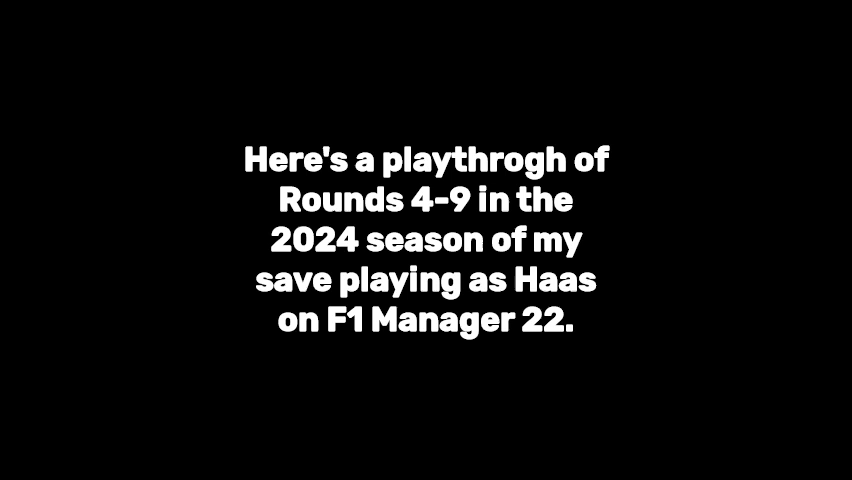 Here's a playthrogh of
Rounds 4-9 in the
2024 season of my
save playing as Haas
on F1 Manager 22.